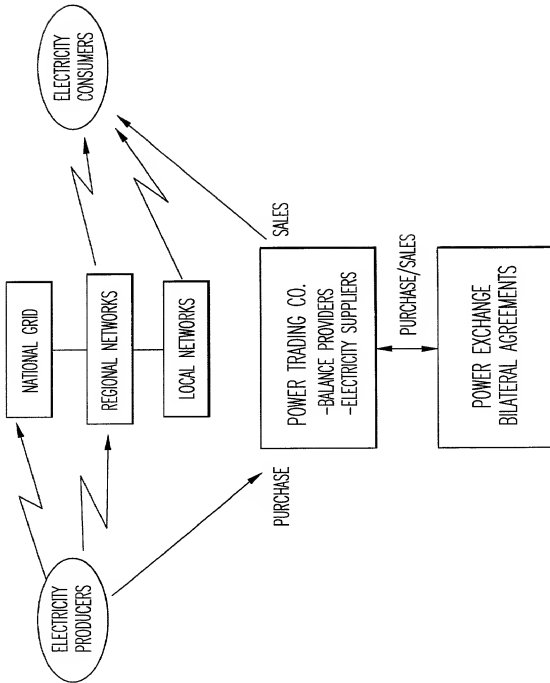 ELECTRICITY
PRODUCERS
NATIONAL GRID
REGIONAL NETWORKS
LOCAL NETWORKS
ELECTRICITY
CONSUMERS
PURCHASE
SALES
POWER TRADING CO.
-BALANCE PROVIDERS
-ELECTRICITY SUPPLIERS
PURCHASE/SALES
POWER EXCHANGE
BILATERAL AGREEMENTS